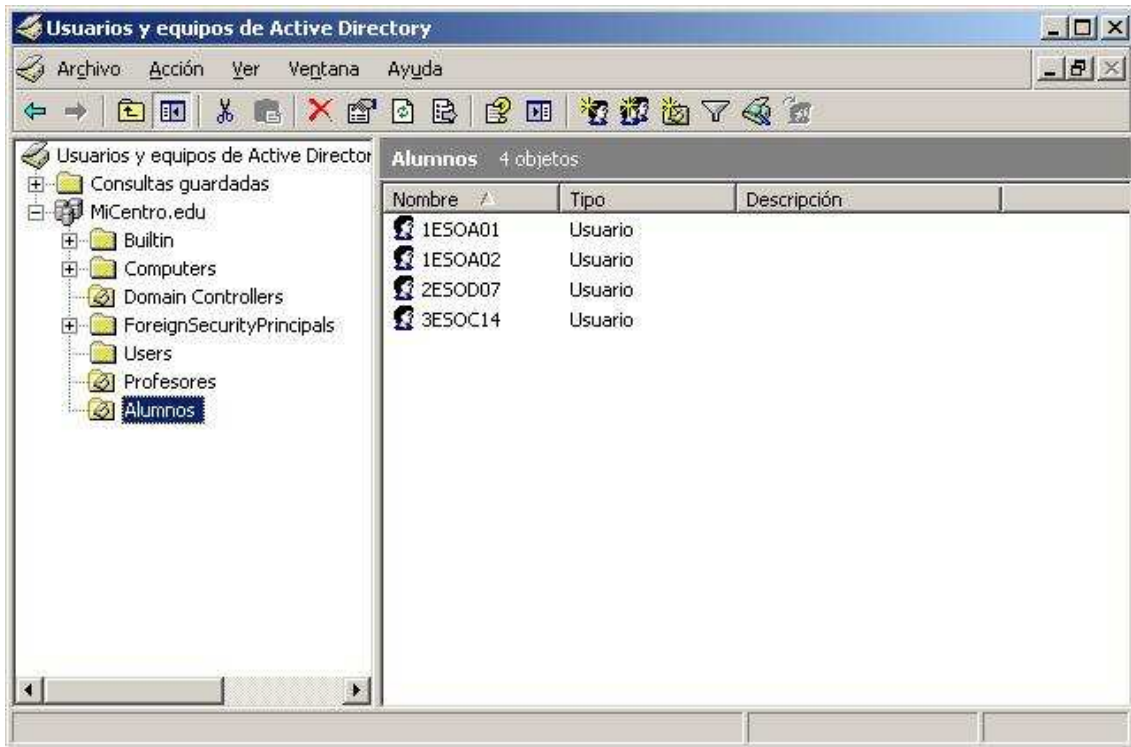 Usuarios y equipos de Active Directory
Archivo Acción Ver Ventana Ayuda
Usuarios y equipos de Active Director
Consultas guardadas
MiCentro.edu
Builtin
Computers
Domain Controllers
ForeignSecurityPrincipals
Users
Profesores
Alumnos
Alumnos 4 objetos
Nombre Tipo Descripción
1ESOA01 Usuario
1ESOA02 Usuario
2ESOD07 Usuario
3ESOC14 Usuario